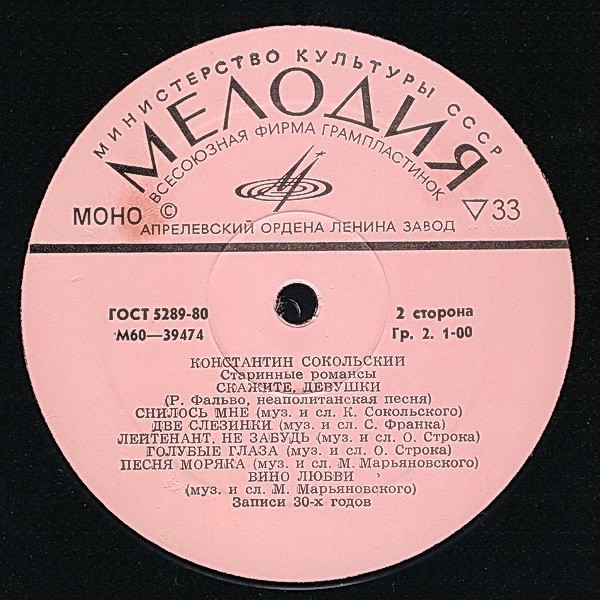 МИНИСТЕРСТВО КУЛЬТУРЫ СССР
МЕЛОДИЯ
ВСЕСОЮЗНАЯ ФИРМА ГРАМПЛАСТИНОК
МОНО © ▽33
АПРЕЛЕВСКИЙ ОРДЕНА ЛЕНИНА ЗАВОД
ГОСТ 5289-80 2 сторона
М60—39474 Гр. 2. 1-00
КОНСТАНТИН СОКОЛЬСКИЙ
Старинные романсы
СКАЖИТЕ, ДЕВУШКИ
(Р. Фальво, неаполитанская песня)
СНИЛОСЬ МНЕ (муз. и сл. К. Сокольского)
ДВЕ СЛЕЗИНКИ (муз. и сл. С. Франка)
ЛЕЙТЕНАНТ, НЕ ЗАБУДЬ (муз. и сл. О. Строка)
ГОЛУБЫЕ ГЛАЗА (муз. и сл. О. Строка)
ПЕСНЯ МОРЯКА (муз. и сл. М. Марьяновского)
ВИНО ЛЮБВИ
(муз. и сл. М. Марьяновского)
Записи 30-х годов